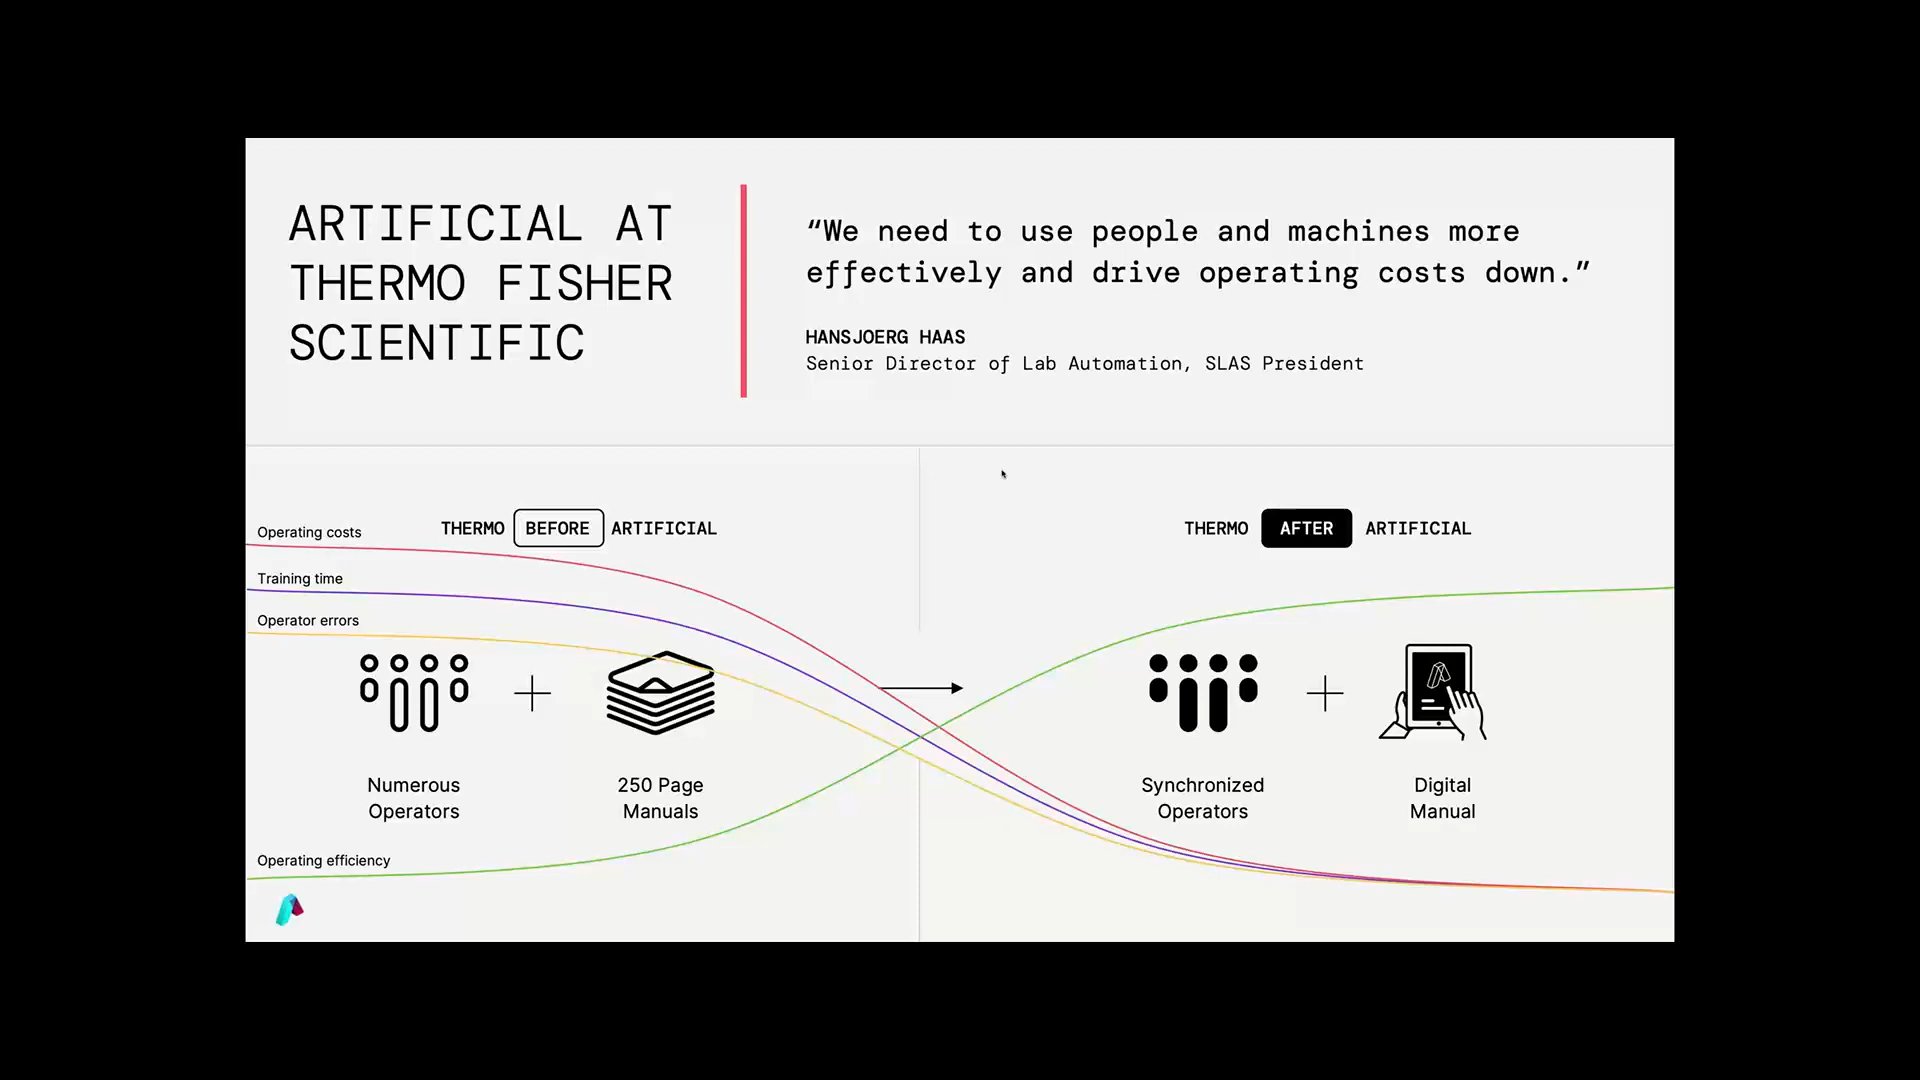 ARTIFICIAL AT
THERMO FISHER
SCIENTIFIC
“We need to use people and machines more
effectively and drive operating costs down.”
HANSJOERG HAAS
Senior Director of Lab Automation, SLAS President
THERMO BEFORE ARTIFICIAL
Operating costs
Training time
Operator errors
Numerous
Operators
250 Page
Manuals
Operating efficiency
THERMO AFTER ARTIFICIAL
Synchronized
Operators
Digital
Manual